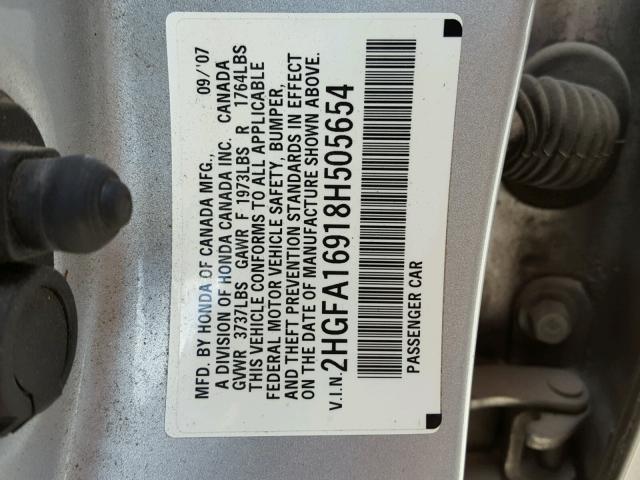 MFD. BY HONDA OF CANADA MFG., 09/'07
A DIVISION OF HONDA CANADA INC. CANADA
GVWR 3737LBS GAWR F 1973LBS R 1764LBS
THIS VEHICLE CONFORMS TO ALL APPLICABLE
FEDERAL MOTOR VEHICLE SAFETY, BUMPER,
AND THEFT PREVENTION STANDARDS IN EFFECT
ON THE DATE OF MANUFACTURE SHOWN ABOVE.
V.I.N. 2HGFA16918H505654
PASSENGER CAR